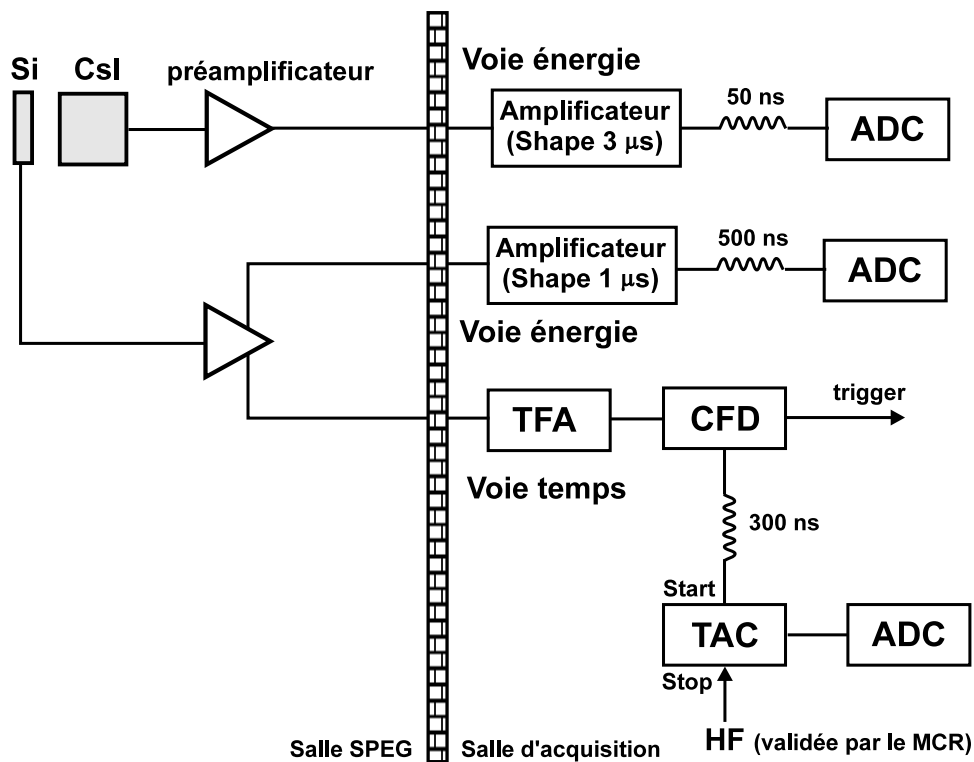 Si
CsI
préamplificateur
Voie énergie
Amplificateur
(Shape 3 µs)
50 ns
ADC
Amplificateur
(Shape 1 µs)
500 ns
ADC
Voie énergie
TFA
CFD
trigger
Voie temps
300 ns
Start
TAC
ADC
Stop
HF (validée par le MCR)
Salle SPEG
Salle d'acquisition